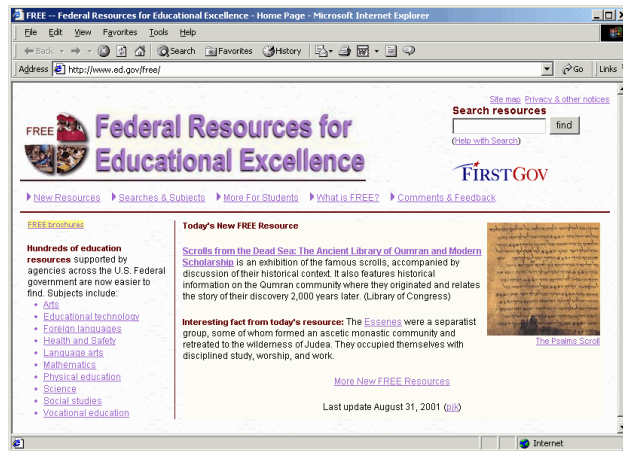 FREE -- Federal Resources for Educational Excellence - Home Page - Microsoft Internet Explorer
File Edit View Favorites Tools Help
Back Search Favorites History
Address http://www.ed.gov/free/ Go Links
Site map Privacy & other notices
Search resources
find
(Help with Search)
FREE
Federal Resources for
Educational Excellence
FIRSTGOV
New Resources Searches & Subjects More For Students What is FREE? Comments & Feedback
FREE brochures
Hundreds of education
resources supported by
agencies across the U.S. Federal
government are now easier to
find. Subjects include:
Arts
Educational technology
Foreign languages
Health and Safety
Language arts
Mathematics
Physical education
Science
Social studies
Vocational education
Today's New FREE Resource
Scrolls from the Dead Sea: The Ancient Library of Qumran and Modern
Scholarship is an exhibition of the famous scrolls, accompanied by
discussion of their historical context. It also features historical
information on the Qumran community where they originated and relates
the story of their discovery 2,000 years later. (Library of Congress)
Interesting fact from today's resource: The Essenes were a separatist
group, some of whom formed an ascetic monastic community and
retreated to the wilderness of Judea. They occupied themselves with
disciplined study, worship, and work.
The Psalms Scroll
More New FREE Resources
Last update August 31, 2001 (pjk)
Internet